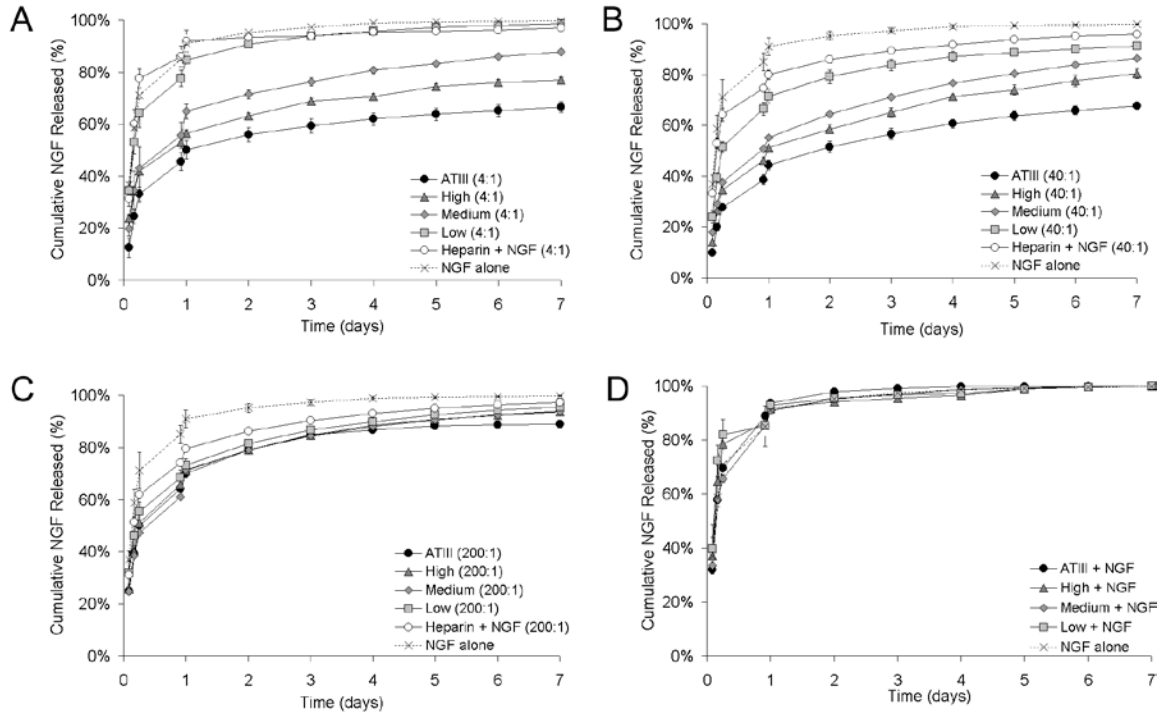 A
Cumulative NGF Released (%)
100%
80%
60%
40%
20%
0%
0 1 2 3 4 5 6 7
Time (days)
ATIII (4:1)
High (4:1)
Medium (4:1)
Low (4:1)
Heparin + NGF (4:1)
NGF alone
B
Cumulative NGF Released (%)
100%
80%
60%
40%
20%
0%
0 1 2 3 4 5 6 7
Time (days)
ATIII (40:1)
High (40:1)
Medium (40:1)
Low (40:1)
Heparin + NGF (40:1)
NGF alone
C
Cumulative NGF Released (%)
100%
80%
60%
40%
20%
0%
0 1 2 3 4 5 6 7
Time (days)
ATIII (200:1)
High (200:1)
Medium (200:1)
Low (200:1)
Heparin + NGF (200:1)
NGF alone
D
Cumulative NGF Released (%)
100%
80%
60%
40%
20%
0%
0 1 2 3 4 5 6 7
Time (days)
ATIII + NGF
High + NGF
Medium + NGF
Low + NGF
NGF alone